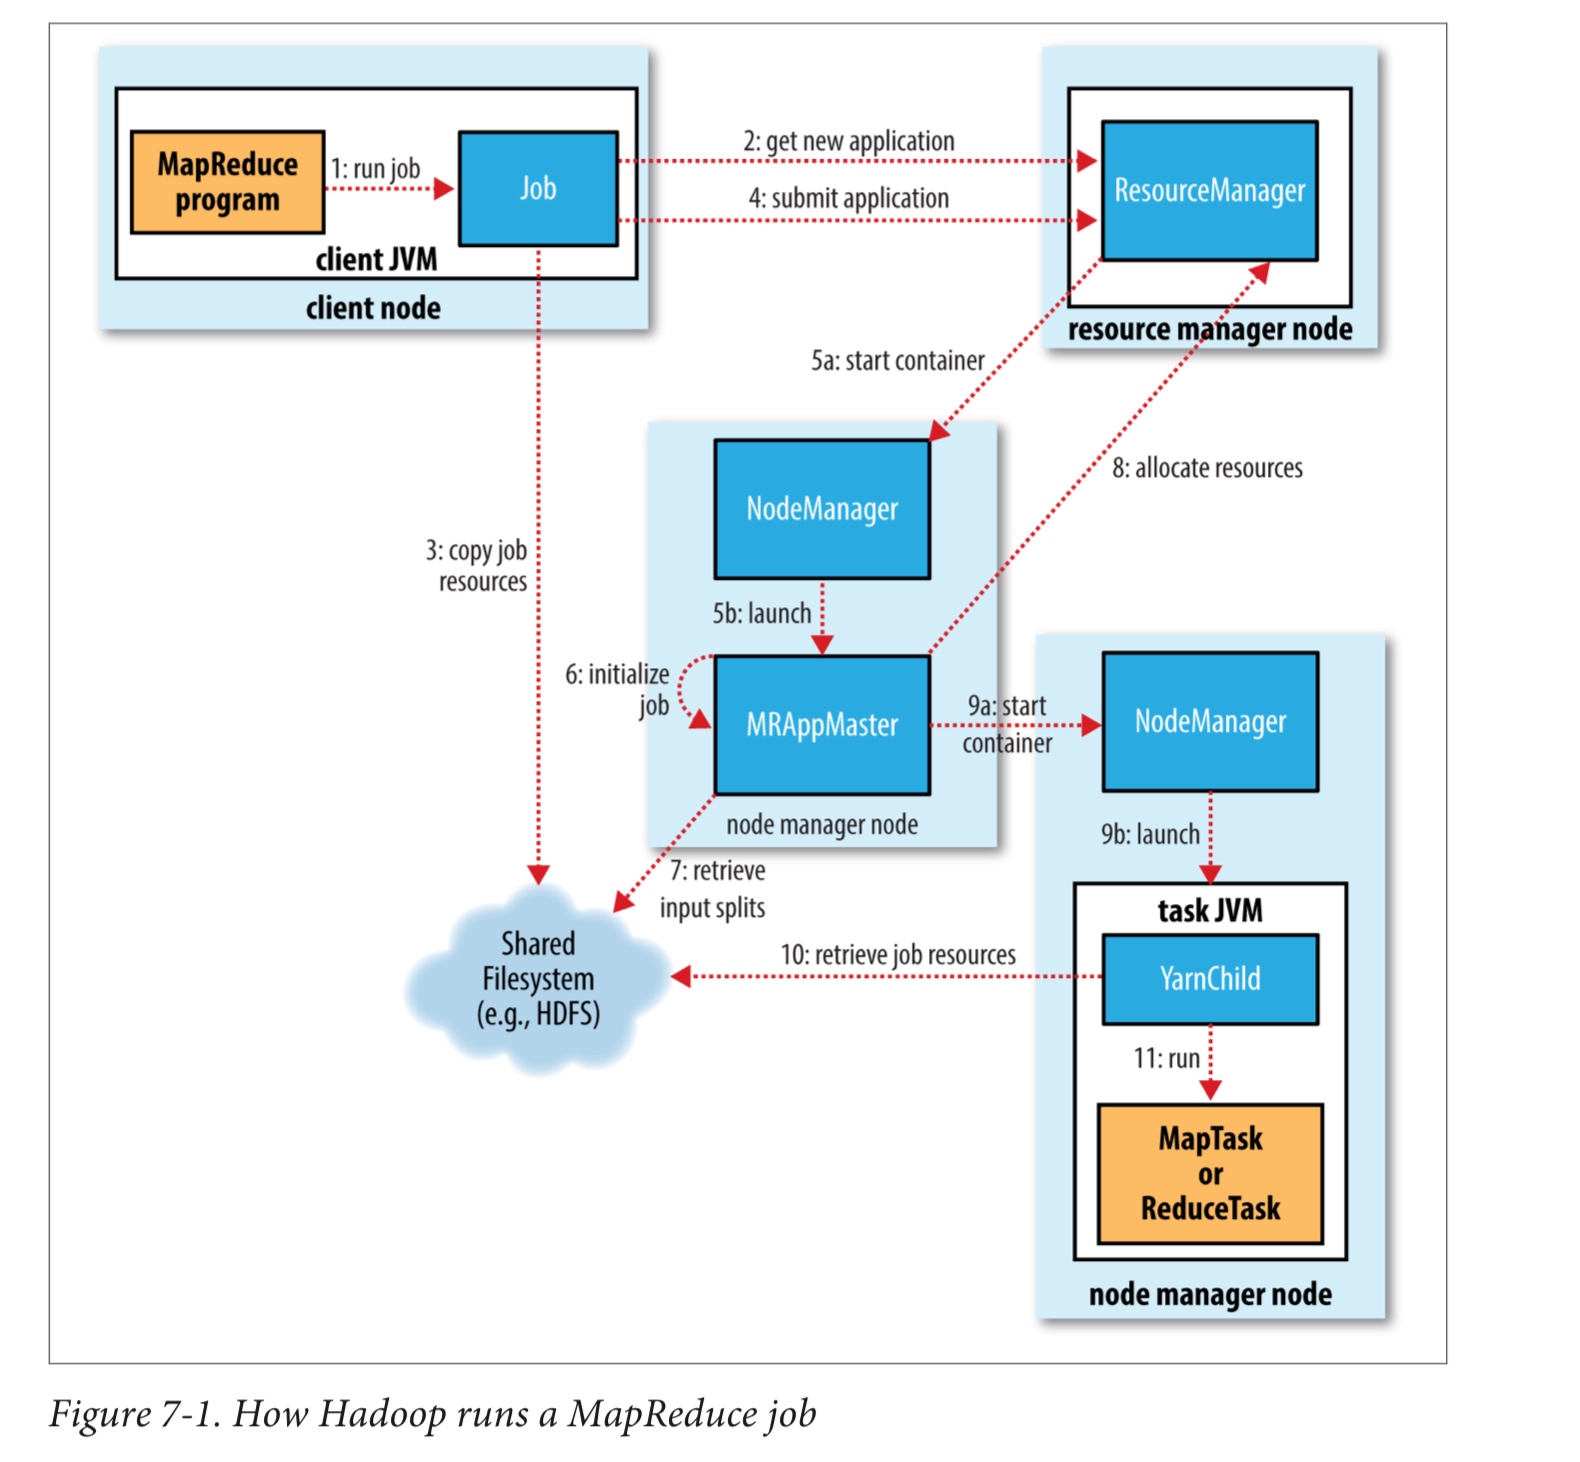 MapReduce
program
1: run job
Job
client JVM
client node
2: get new application
4: submit application
ResourceManager
resource manager node
5a: start container
8: allocate resources
3: copy job
resources
NodeManager
5b: launch
6: initialize
job
MRAppMaster
node manager node
9a: start
container
NodeManager
9b: launch
7: retrieve
input splits
task JVM
Shared
Filesystem
(e.g., HDFS)
10: retrieve job resources
YarnChild
11: run
MapTask
or
ReduceTask
node manager node
Figure 7-1. How Hadoop runs a MapReduce job